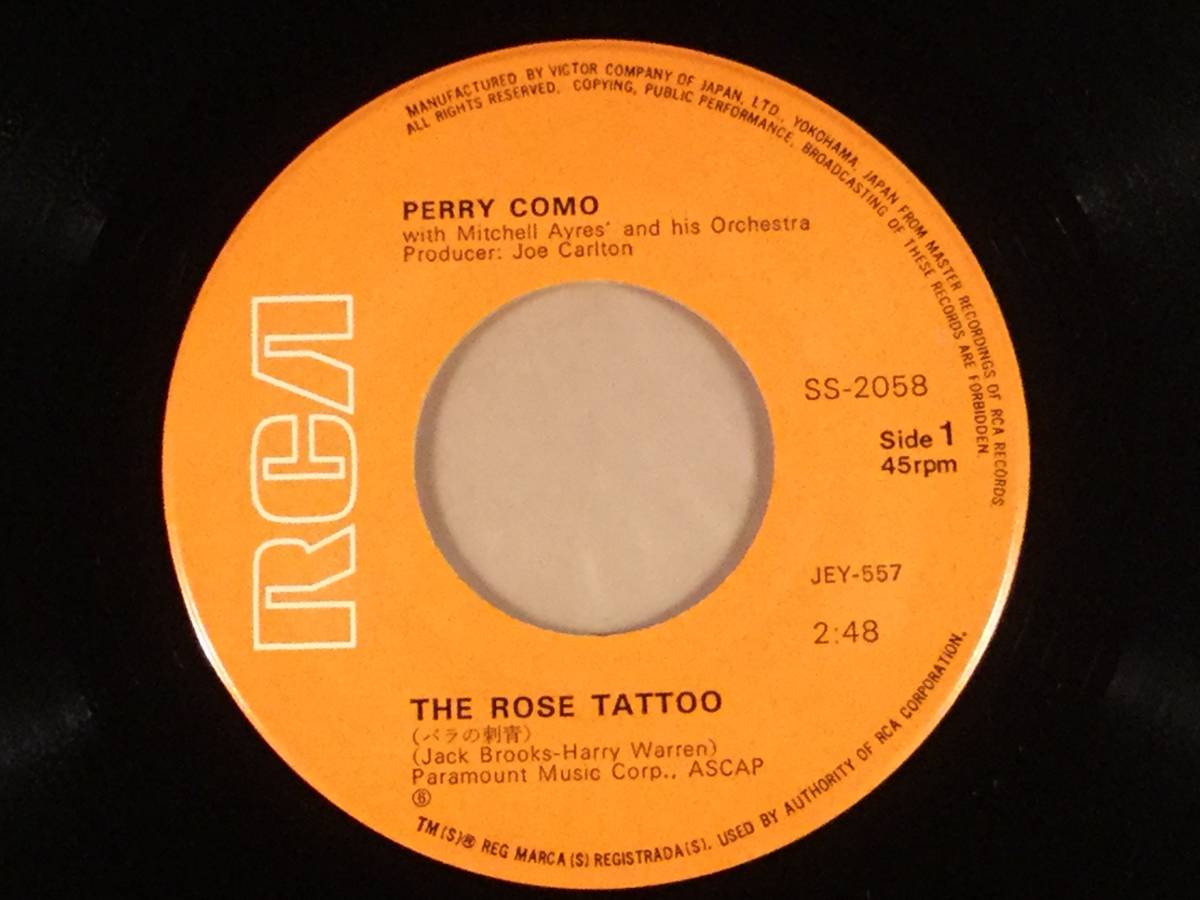 MANUFACTURED BY VICTOR COMPANY OF JAPAN, LTD., YOKOHAMA, JAPAN FROM MASTER RECORDINGS OF RCA RECORDS
ALL RIGHTS RESERVED. COPYING, PUBLIC PERFORMANCE, BROADCASTING OF THESE RECORDS ARE FORBIDDEN.
PERRY COMO
with Mitchell Ayres' and his Orchestra
Producer: Joe Carlton
RCA
SS-2058
Side 1
45rpm
JEY-557
2:48
THE ROSE TATTOO
(バラの刺青)
(Jack Brooks-Harry Warren)
Paramount Music Corp., ASCAP
Ⓑ
TM(S)® REG MARCA(S) REGISTRADA(S). USED BY AUTHORITY OF RCA CORPORATION.